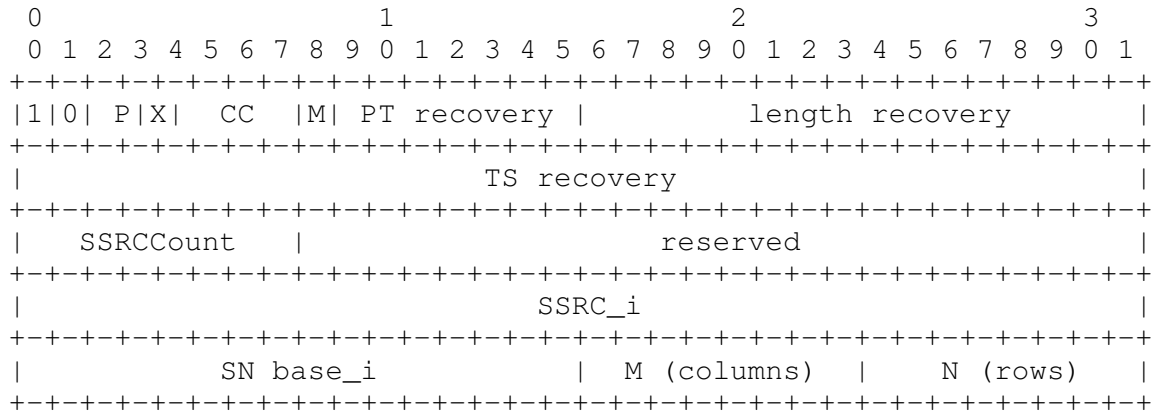 0                   1                   2                   3
 0 1 2 3 4 5 6 7 8 9 0 1 2 3 4 5 6 7 8 9 0 1 2 3 4 5 6 7 8 9 0 1
+-+-+-+-+-+-+-+-+-+-+-+-+-+-+-+-+-+-+-+-+-+-+-+-+-+-+-+-+-+-+-+-+
|1|0| P|X|  CC   |M| PT recovery |         length recovery       |
+-+-+-+-+-+-+-+-+-+-+-+-+-+-+-+-+-+-+-+-+-+-+-+-+-+-+-+-+-+-+-+-+
|                          TS recovery                          |
+-+-+-+-+-+-+-+-+-+-+-+-+-+-+-+-+-+-+-+-+-+-+-+-+-+-+-+-+-+-+-+-+
|   SSRCCount   |                    reserved                   |
+-+-+-+-+-+-+-+-+-+-+-+-+-+-+-+-+-+-+-+-+-+-+-+-+-+-+-+-+-+-+-+-+
|                             SSRC_i                            |
+-+-+-+-+-+-+-+-+-+-+-+-+-+-+-+-+-+-+-+-+-+-+-+-+-+-+-+-+-+-+-+-+
|           SN base_i           |  M (columns)  |    N (rows)   |
+-+-+-+-+-+-+-+-+-+-+-+-+-+-+-+-+-+-+-+-+-+-+-+-+-+-+-+-+-+-+-+-+